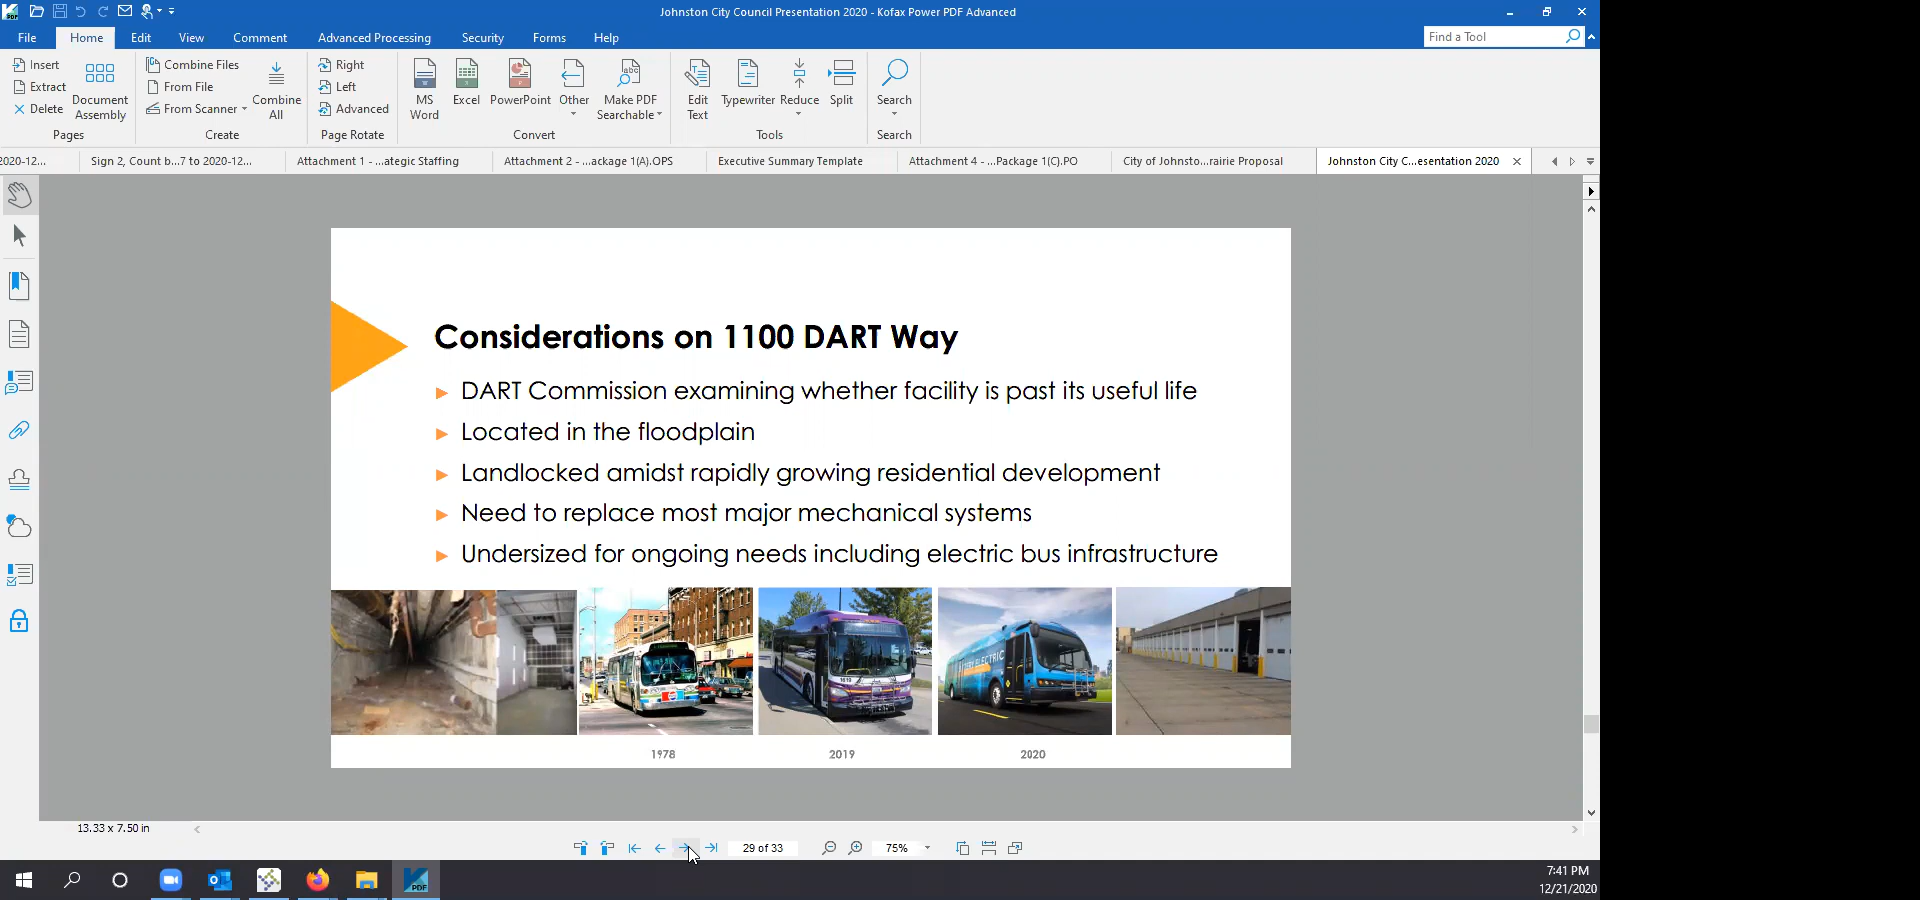 Johnston City Council Presentation 2020 - Kofax Power PDF Advanced
File Home Edit View Comment Advanced Processing Security Forms Help
Find a Tool
Insert
Extract
Delete
Pages
Document
Assembly
Combine Files
From File
From Scanner
Combine
All
Create
Right
Left
Advanced
Page Rotate
MS
Word
Excel
PowerPoint
Other
Make PDF
Searchable
Convert
Edit
Text
Typewriter
Reduce
Split
Tools
Search
Search
2020-12...
Sign 2, Count b...7 to 2020-12...
Attachment 1 - ...ategic Staffing
Attachment 2 - ...ackage 1(A).OPS
Executive Summary Template
Attachment 4 - ...Package 1(C).PO
City of Johnsto...rairie Proposal
Johnston City C...esentation 2020
Considerations on 1100 DART Way
DART Commission examining whether facility is past its useful life
Located in the floodplain
Landlocked amidst rapidly growing residential development
Need to replace most major mechanical systems
Undersized for ongoing needs including electric bus infrastructure
1978
2019
2020
13.33 x 7.50 in
29 of 33
75%
7:41 PM
12/21/2020